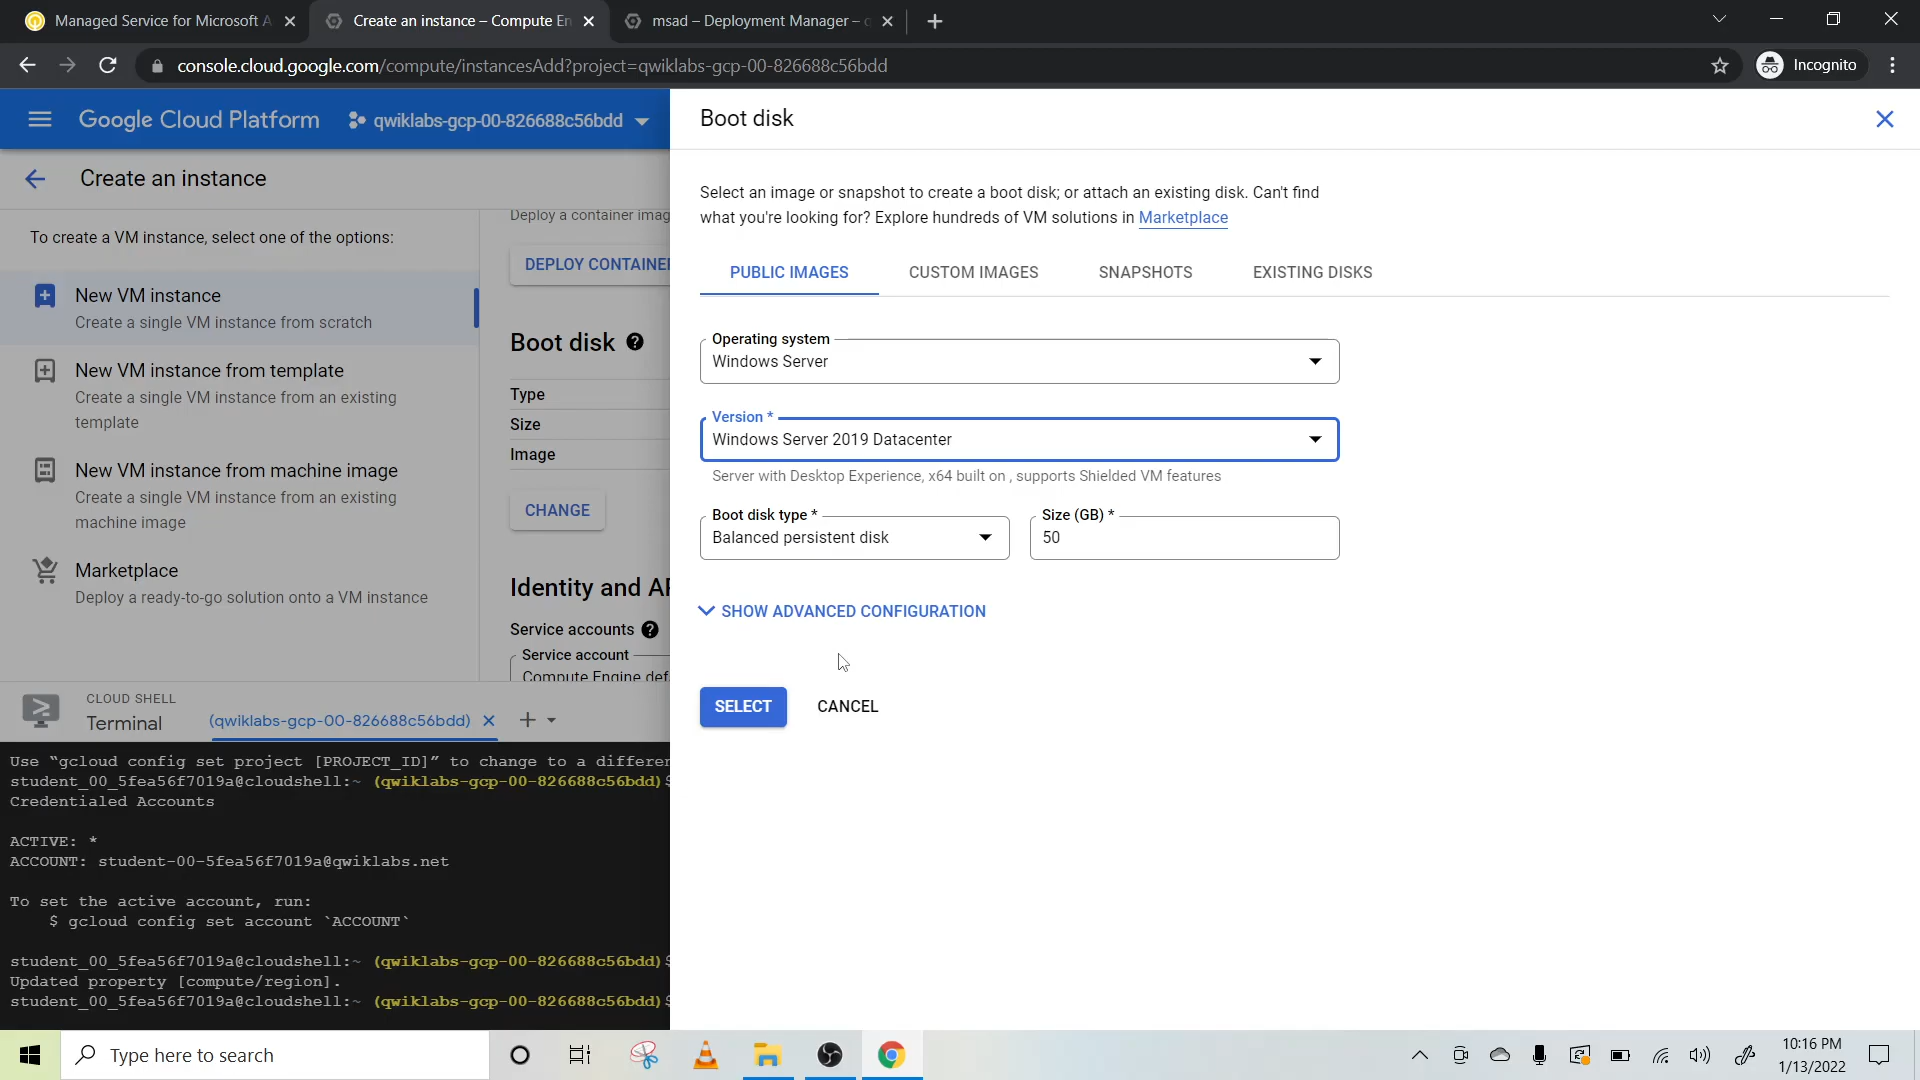 Managed Service for Microsoft A
Create an instance – Compute En
msad – Deployment Manager – q
console.cloud.google.com/compute/instancesAdd?project=qwiklabs-gcp-00-826688c56bdd
Incognito
Google Cloud Platform
qwiklabs-gcp-00-826688c56bdd
Create an instance
To create a VM instance, select one of the options:
New VM instance
Create a single VM instance from scratch
New VM instance from template
Create a single VM instance from an existing
template
New VM instance from machine image
Create a single VM instance from an existing
machine image
Marketplace
Deploy a ready-to-go solution onto a VM instance
Deploy a container imag
DEPLOY CONTAINER
Boot disk
Type
Size
Image
CHANGE
Identity and AP
Service accounts
Service account
Compute Engine def
Boot disk
Select an image or snapshot to create a boot disk; or attach an existing disk. Can't find
what you're looking for? Explore hundreds of VM solutions in Marketplace
PUBLIC IMAGES
CUSTOM IMAGES
SNAPSHOTS
EXISTING DISKS
Operating system
Windows Server
Version *
Windows Server 2019 Datacenter
Server with Desktop Experience, x64 built on , supports Shielded VM features
Boot disk type *
Balanced persistent disk
Size (GB) *
50
SHOW ADVANCED CONFIGURATION
SELECT
CANCEL
CLOUD SHELL
Terminal
(qwiklabs-gcp-00-826688c56bdd)
Use “gcloud config set project [PROJECT_ID]” to change to a differen
student_00_5fea56f7019a@cloudshell:~ (qwiklabs-gcp-00-826688c56bdd)$
Credentialed Accounts
ACTIVE: *
ACCOUNT: student-00-5fea56f7019a@qwiklabs.net
To set the active account, run:
$ gcloud config set account `ACCOUNT`
student_00_5fea56f7019a@cloudshell:~ (qwiklabs-gcp-00-826688c56bdd)$
Updated property [compute/region].
student_00_5fea56f7019a@cloudshell:~ (qwiklabs-gcp-00-826688c56bdd)$
Type here to search
10:16 PM
1/13/2022